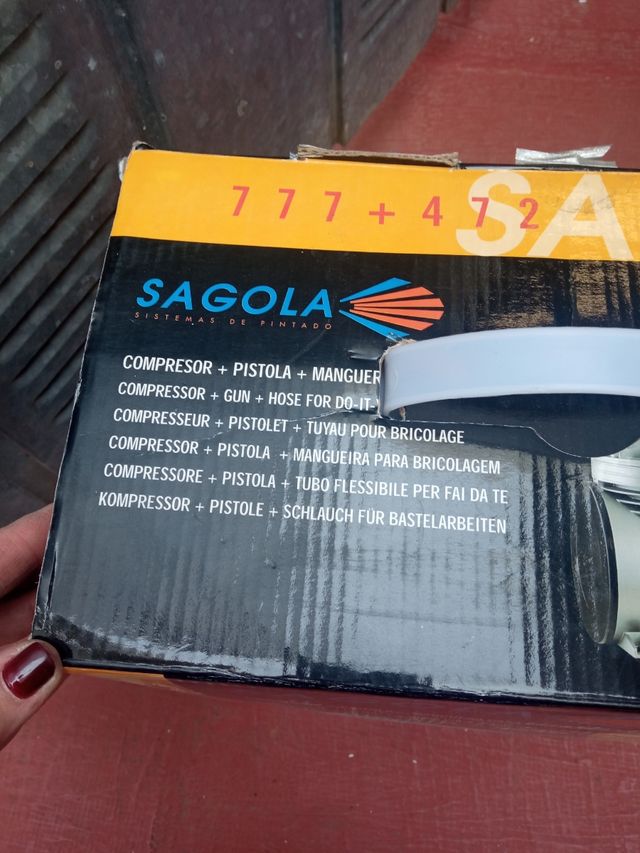 777 + 472
SA
SAGOLA
SISTEMAS DE PINTADO
COMPRESOR + PISTOLA + MANGUER
COMPRESSOR + GUN + HOSE FOR DO-IT-
COMPRESSEUR + PISTOLET + TUYAU POUR BRICOLAGE
COMPRESSOR + PISTOLA + MANGUEIRA PARA BRICOLAGEM
COMPRESSORE + PISTOLA + TUBO FLESSIBILE PER FAI DA TE
KOMPRESSOR + PISTOLE + SCHLAUCH FÜR BASTELARBEITEN